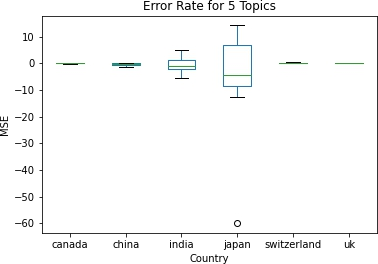 Error Rate for 5 Topics
10
0
−10
−20
−30
−40
−50
−60
MSE
canada china india japan switzerland uk
Country